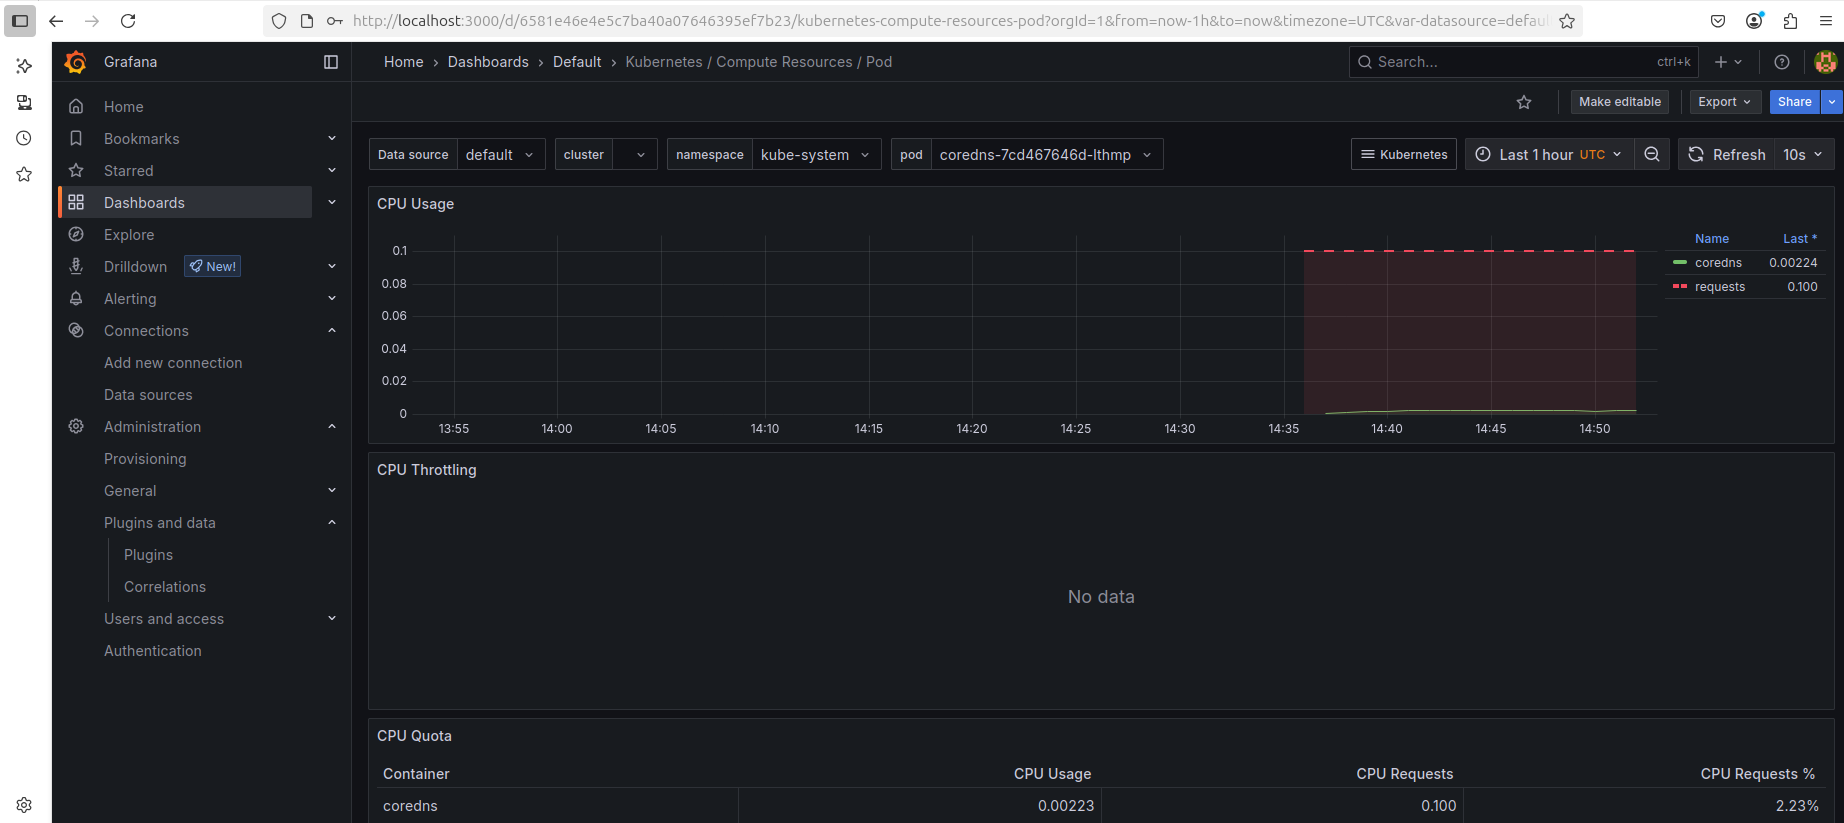 http://localhost:3000/d/6581e46e4e5c7ba40a07646395ef7b23/kubernetes-compute-resources-pod?orgId=1&from=now-1h&to=now&timezone=UTC&var-datasource=defau
Grafana
Home › Dashboards › Default › Kubernetes / Compute Resources / Pod
Search...
ctrl+k
Home
Bookmarks
Starred
Dashboards
Explore
Drilldown
New!
Alerting
Connections
Add new connection
Data sources
Administration
Provisioning
General
Plugins and data
Plugins
Correlations
Users and access
Authentication
Make editable
Export
Share
Data source default
cluster
namespace kube-system
pod coredns-7cd467646d-lthmp
Kubernetes
Last 1 hour UTC
Refresh 10s
CPU Usage
0.1
0.08
0.06
0.04
0.02
0
13:55 14:00 14:05 14:10 14:15 14:20 14:25 14:30 14:35 14:40 14:45 14:50
Name Last *
coredns 0.00224
requests 0.100
CPU Throttling
No data
CPU Quota
Container CPU Usage CPU Requests CPU Requests %
coredns 0.00223 0.100 2.23%